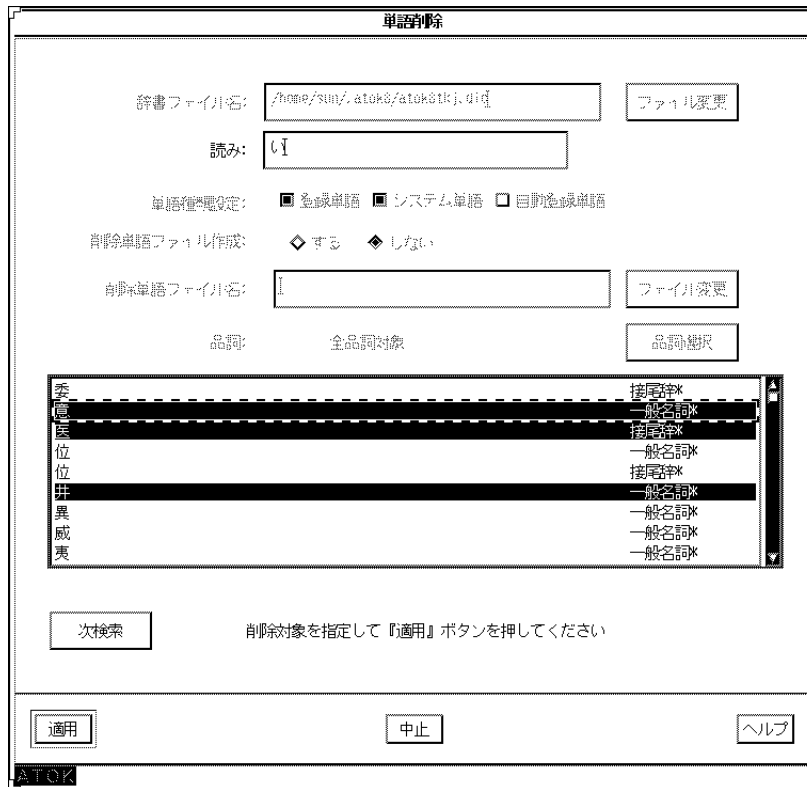 単語削除
辞書ファイル名: /home/sun/.atok8/atok8tkj.dic ファイル変更
読み: い
単語種類設定: 登録単語 システム単語 自動登録単語
削除単語ファイル作成: する しない
削除単語ファイル名: ファイル変更
品詞: 全品詞対象 品詞選択
委 接尾辞*
意 一般名詞*
医 接尾辞*
位 一般名詞*
位 接尾辞*
井 一般名詞*
異 一般名詞*
威 一般名詞*
夷 一般名詞*
次検索 削除対象を指定して『適用』ボタンを押してください
適用 中止 ヘルプ
ATOK